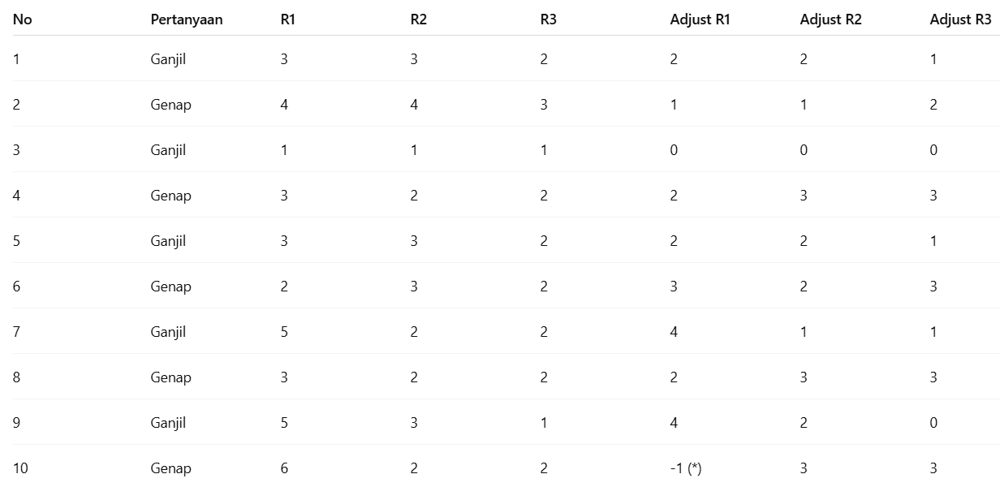 No Pertanyaan R1 R2 R3 Adjust R1 Adjust R2 Adjust R3
1 Ganjil 3 3 2 2 2 1
2 Genap 4 4 3 1 1 2
3 Ganjil 1 1 1 0 0 0
4 Genap 3 2 2 2 3 3
5 Ganjil 3 3 2 2 2 1
6 Genap 2 3 2 3 2 3
7 Ganjil 5 2 2 4 1 1
8 Genap 3 2 2 2 3 3
9 Ganjil 5 3 1 4 2 0
10 Genap 6 2 2 -1 (*) 3 3